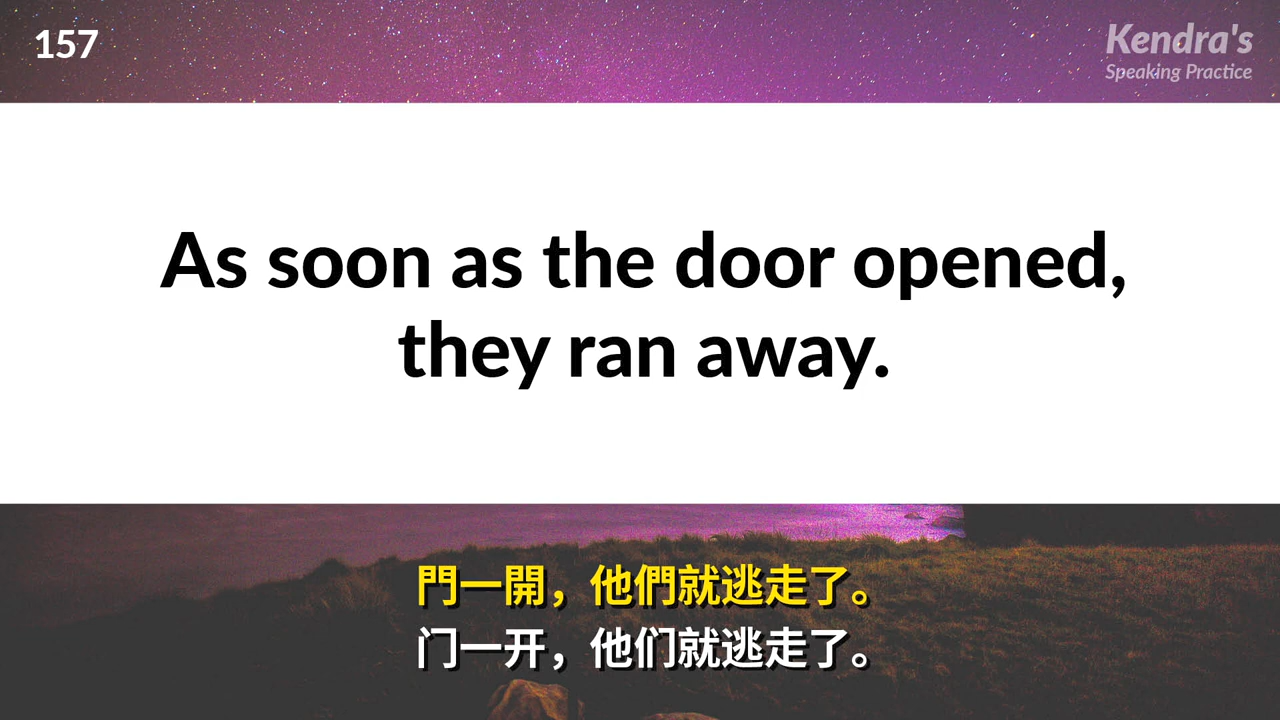 157
Kendra's
Speaking Practice
As soon as the door opened,
they ran away.
門一開，他們就逃走了。
门一开，他们就逃走了。